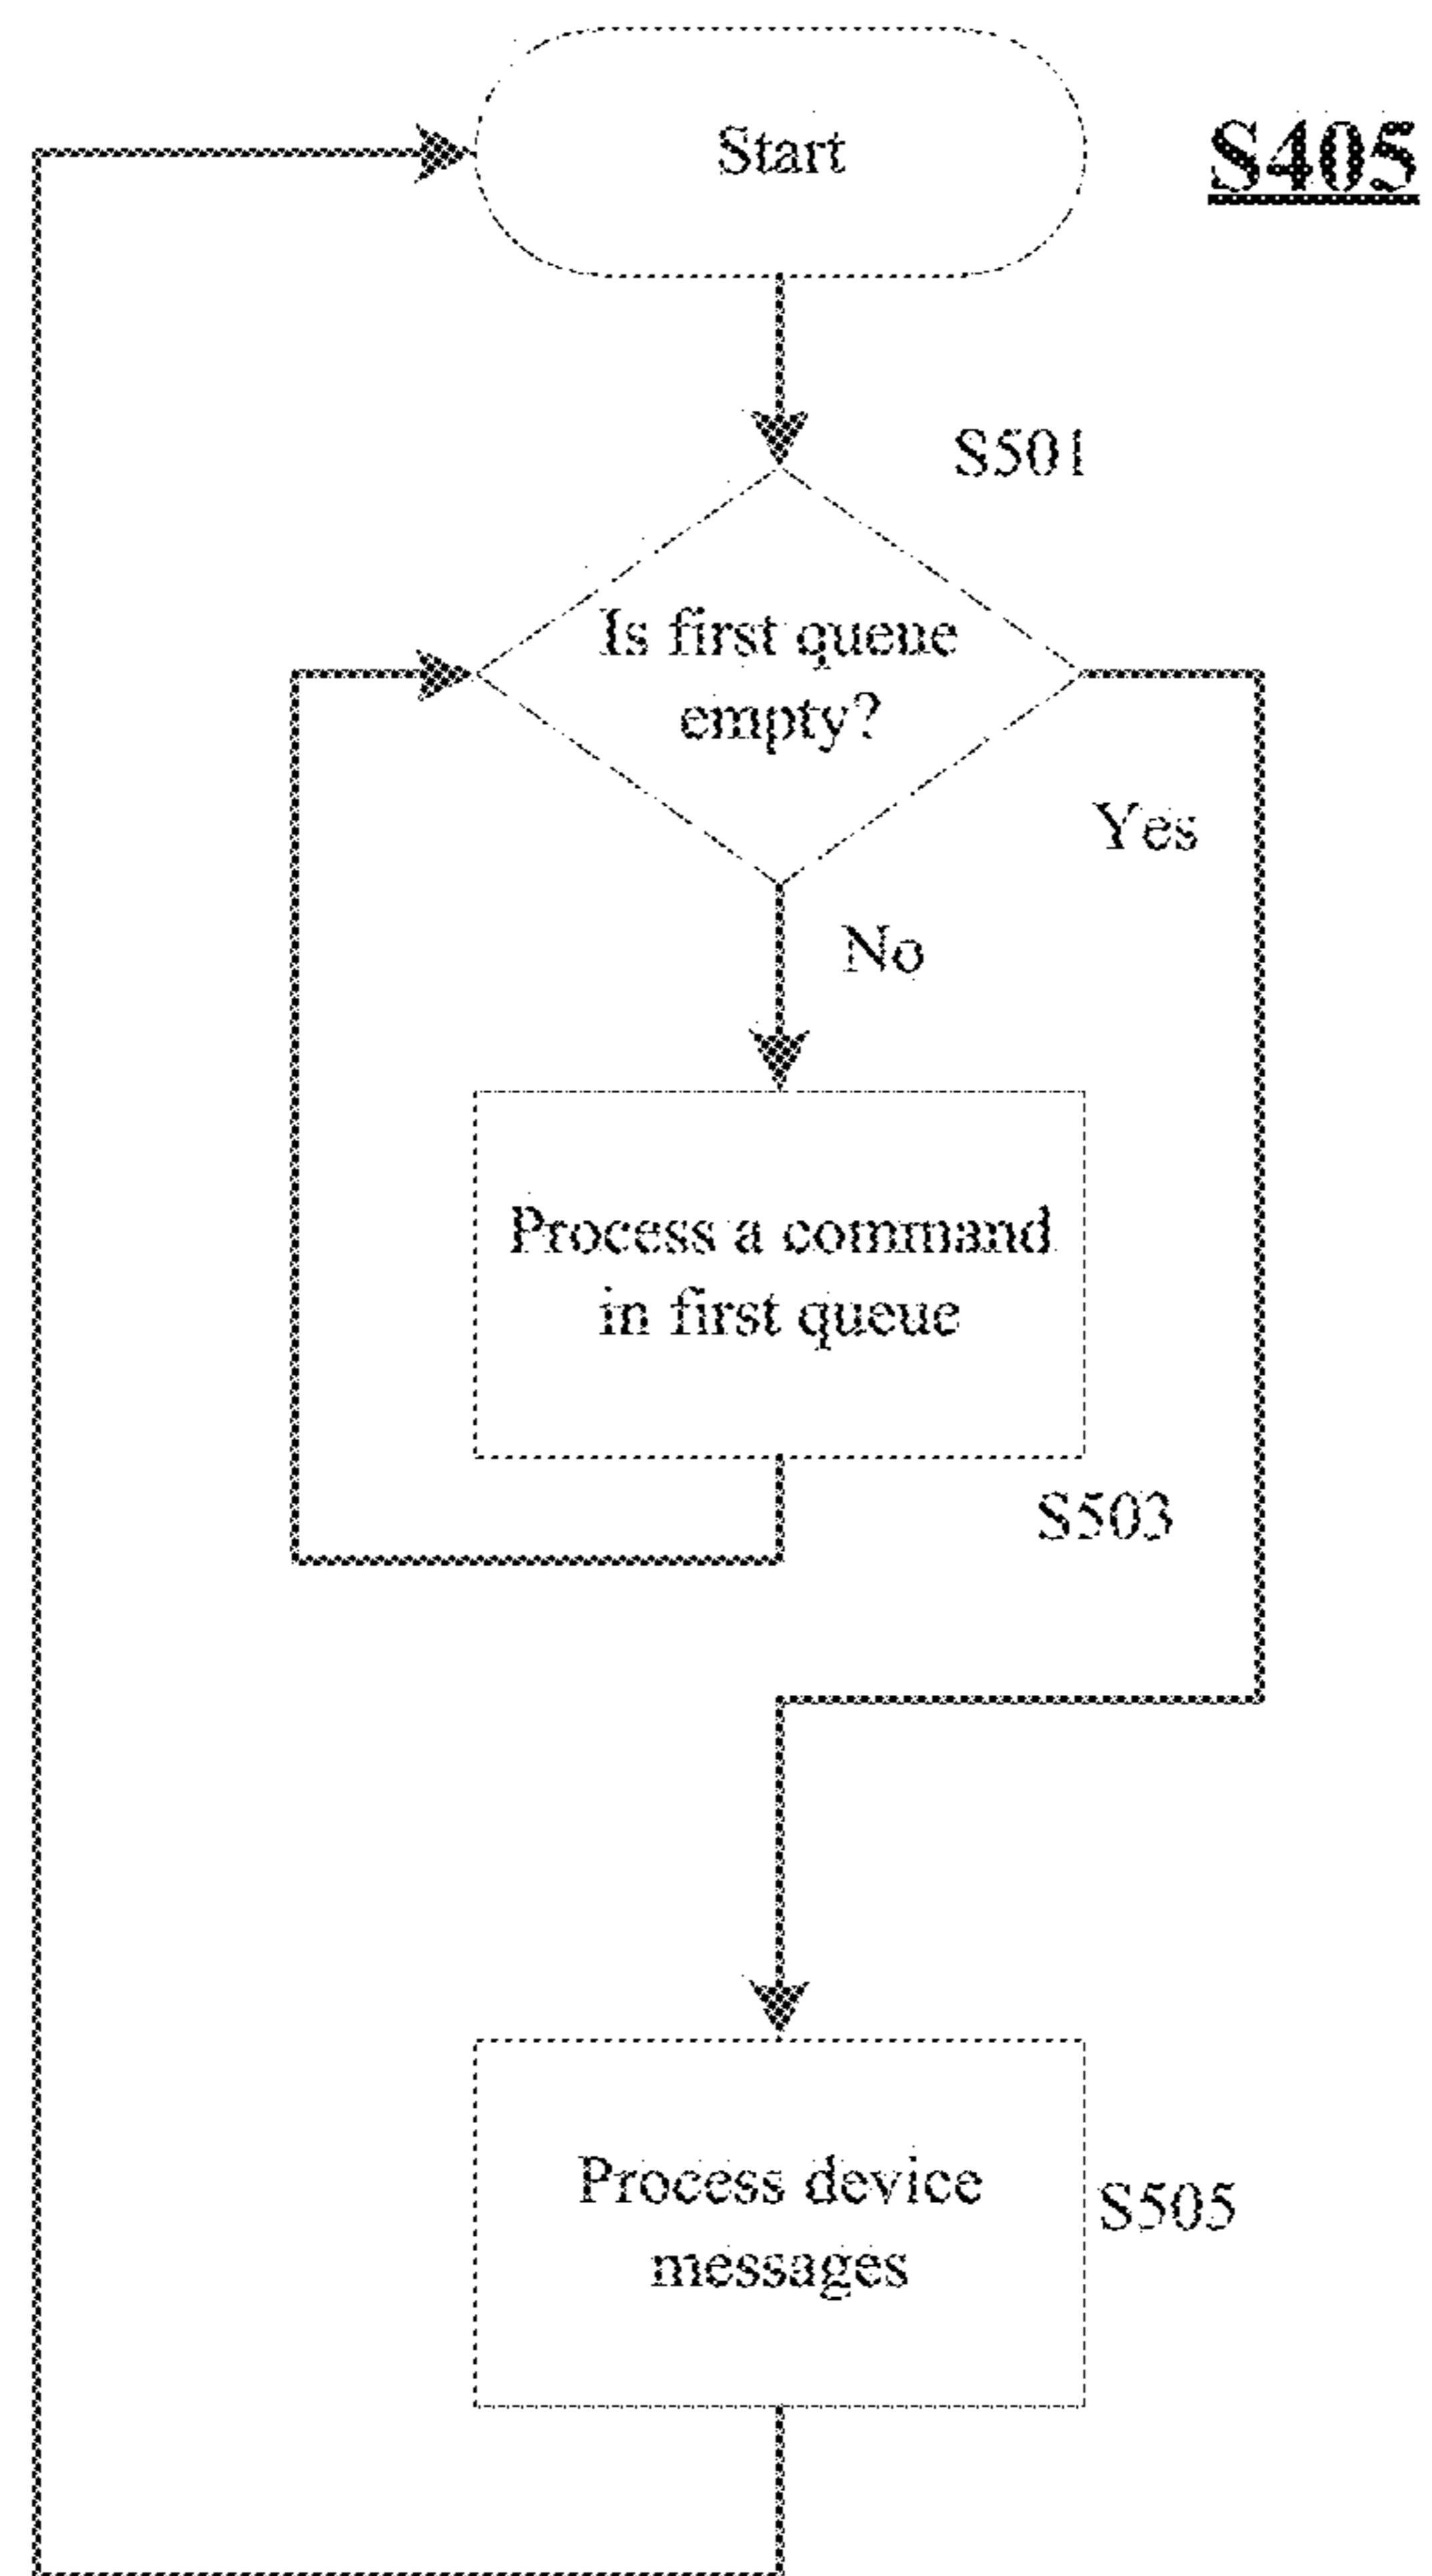 Start
S405
S501
Is first queue
empty?
Yes
No
Process a command
in first queue
S503
Process device
messages
S505